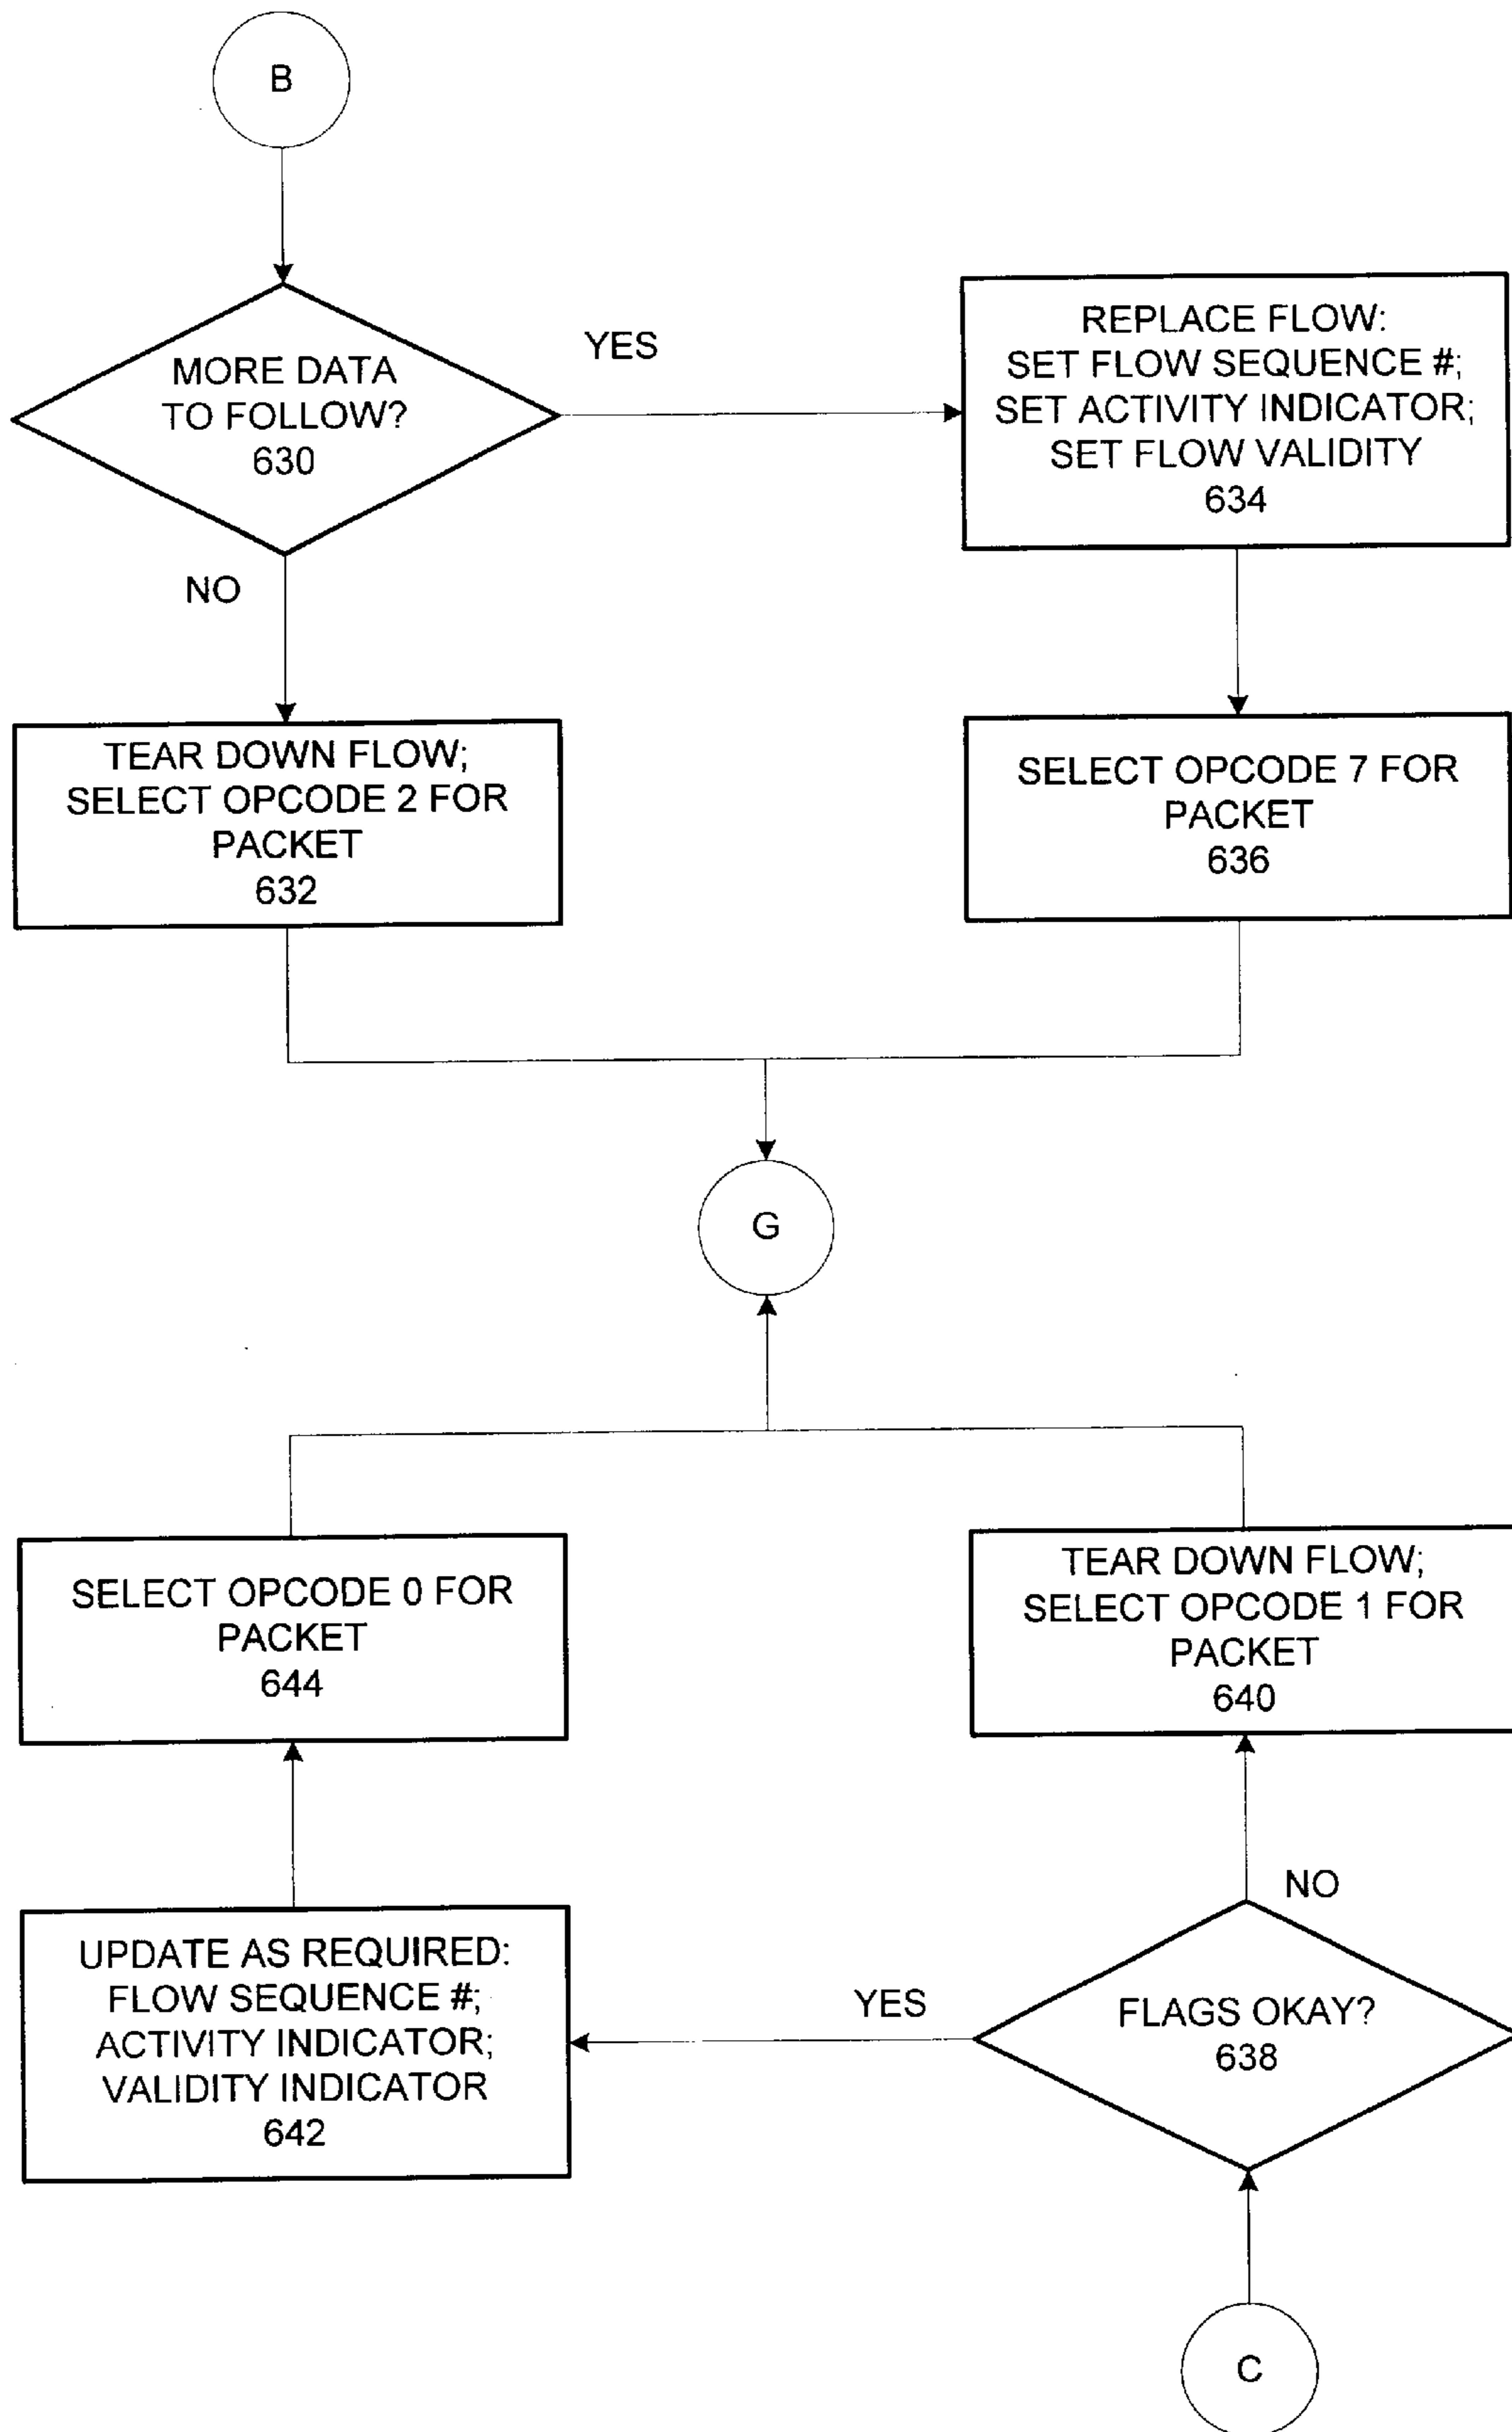 B
MORE DATA
TO FOLLOW?
630
YES
REPLACE FLOW:
SET FLOW SEQUENCE #;
SET ACTIVITY INDICATOR;
SET FLOW VALIDITY
634
NO
TEAR DOWN FLOW;
SELECT OPCODE 2 FOR
PACKET
632
SELECT OPCODE 7 FOR
PACKET
636
G
SELECT OPCODE 0 FOR
PACKET
644
TEAR DOWN FLOW;
SELECT OPCODE 1 FOR
PACKET
640
NO
UPDATE AS REQUIRED:
FLOW SEQUENCE #;
ACTIVITY INDICATOR;
VALIDITY INDICATOR
642
YES
FLAGS OKAY?
638
C